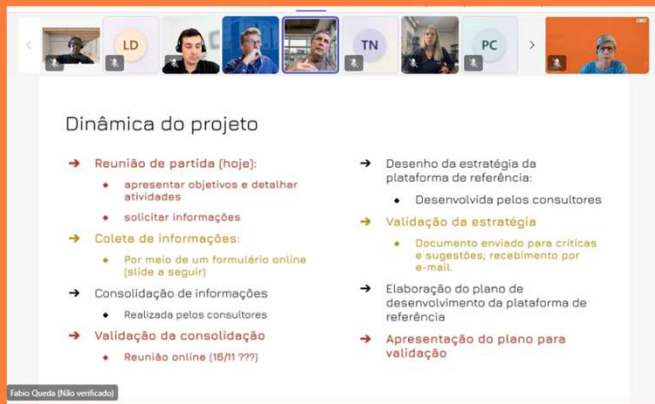 LD
TN
PC
Dinâmica do projeto
➔ Reunião de partida (hoje):
◆ apresentar objetivos e detalhar
atividades
◆ solicitar informações
➔ Coleta de informações:
◆ Por meio de um formulário online
(slide a seguir)
➔ Consolidação de informações
◆ Realizada pelos consultores
➔ Validação da consolidação
◆ Reunião online (16/11 ???)
➔ Desenho da estratégia da
plataforma de referência:
◆ Desenvolvida pelos consultores
➔ Validação da estratégia
◆ Documento enviado para críticas
e sugestões; recebimento por
e-mail.
➔ Elaboração do plano de
desenvolvimento da plataforma de
referência
➔ Apresentação do plano para
validação
Fabio Queda (Não verificado)